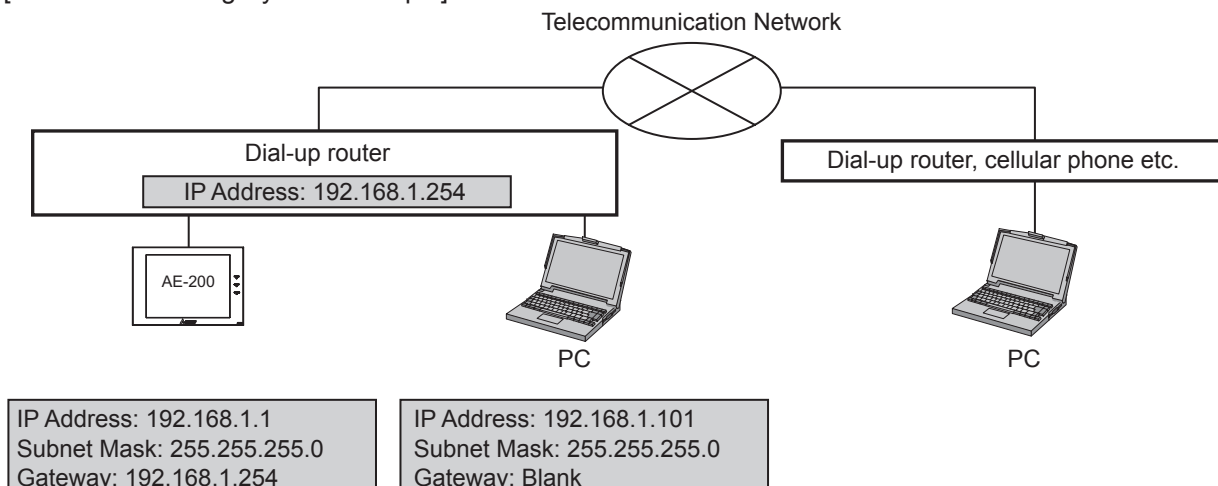 Telecommunication Network
Dial-up router
Dial-up router, cellular phone etc.
IP Address: 192.168.1.254
AE-200
PC
PC
IP Address: 192.168.1.1
Subnet Mask: 255.255.255.0
Gateway: 192.168.1.254
IP Address: 192.168.1.101
Subnet Mask: 255.255.255.0
Gateway: Blank